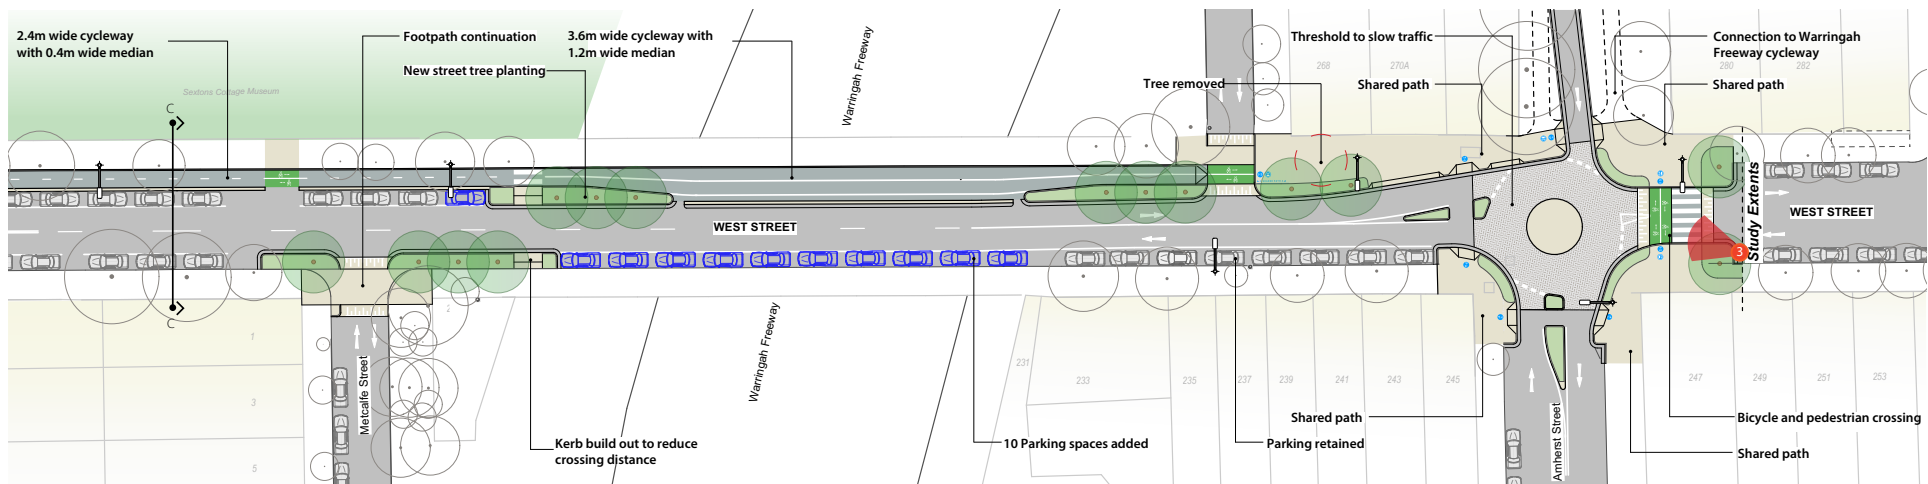 2.4m wide cycleway
with 0.4m wide median
Footpath continuation
New street tree planting
3.6m wide cycleway with
1.2m wide median
Warringah Freeway
Threshold to slow traffic
Connection to Warringah
Freeway cycleway
Tree removed
Shared path
Shared path
268
270A
280
282
Sextons Cottage Museum
C
C
WEST STREET
WEST STREET
Study Extents
3
Metcalfe Street
Warringah Freeway
Amherst Street
1
3
5
2
231
233
235
237
239
241
243
245
247
249
251
253
Kerb build out to reduce
crossing distance
10 Parking spaces added
Parking retained
Shared path
Bicycle and pedestrian crossing
Shared path